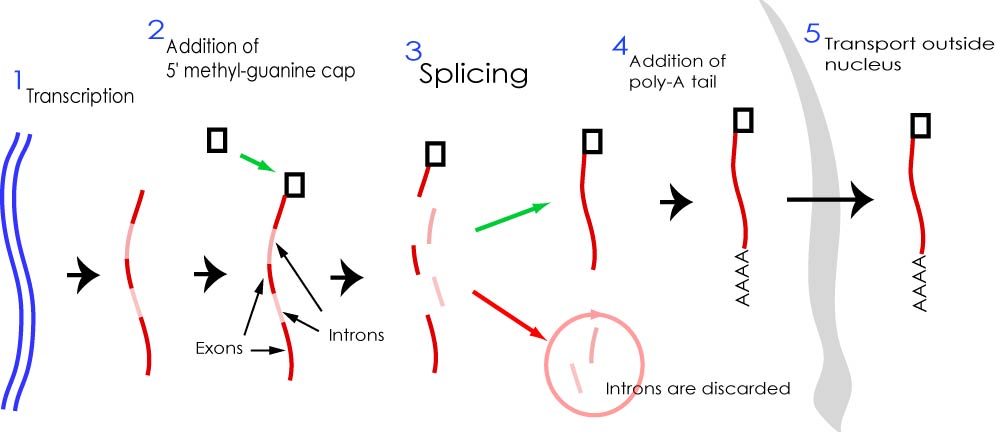 1 Transcription
2 Addition of
5' methyl-guanine cap
3 Splicing
4 Addition of
poly-A tail
5 Transport outside
nucleus
Exons
Introns
Introns are discarded
AAAA
AAAA